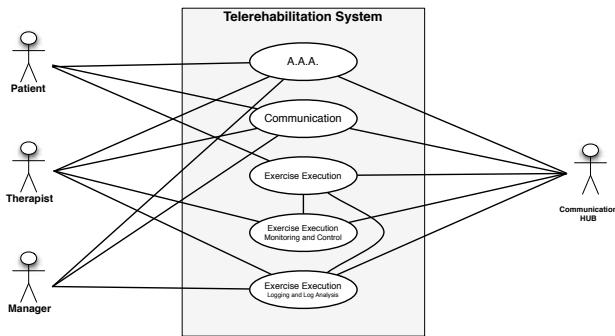 Telerehabilitation System
A.A.A.
Patient
Communication
Therapist
Exercise Execution
Communication
HUB
Exercise Execution
Monitoring and Control
Exercise Execution
Logging and Log Analysis
Manager